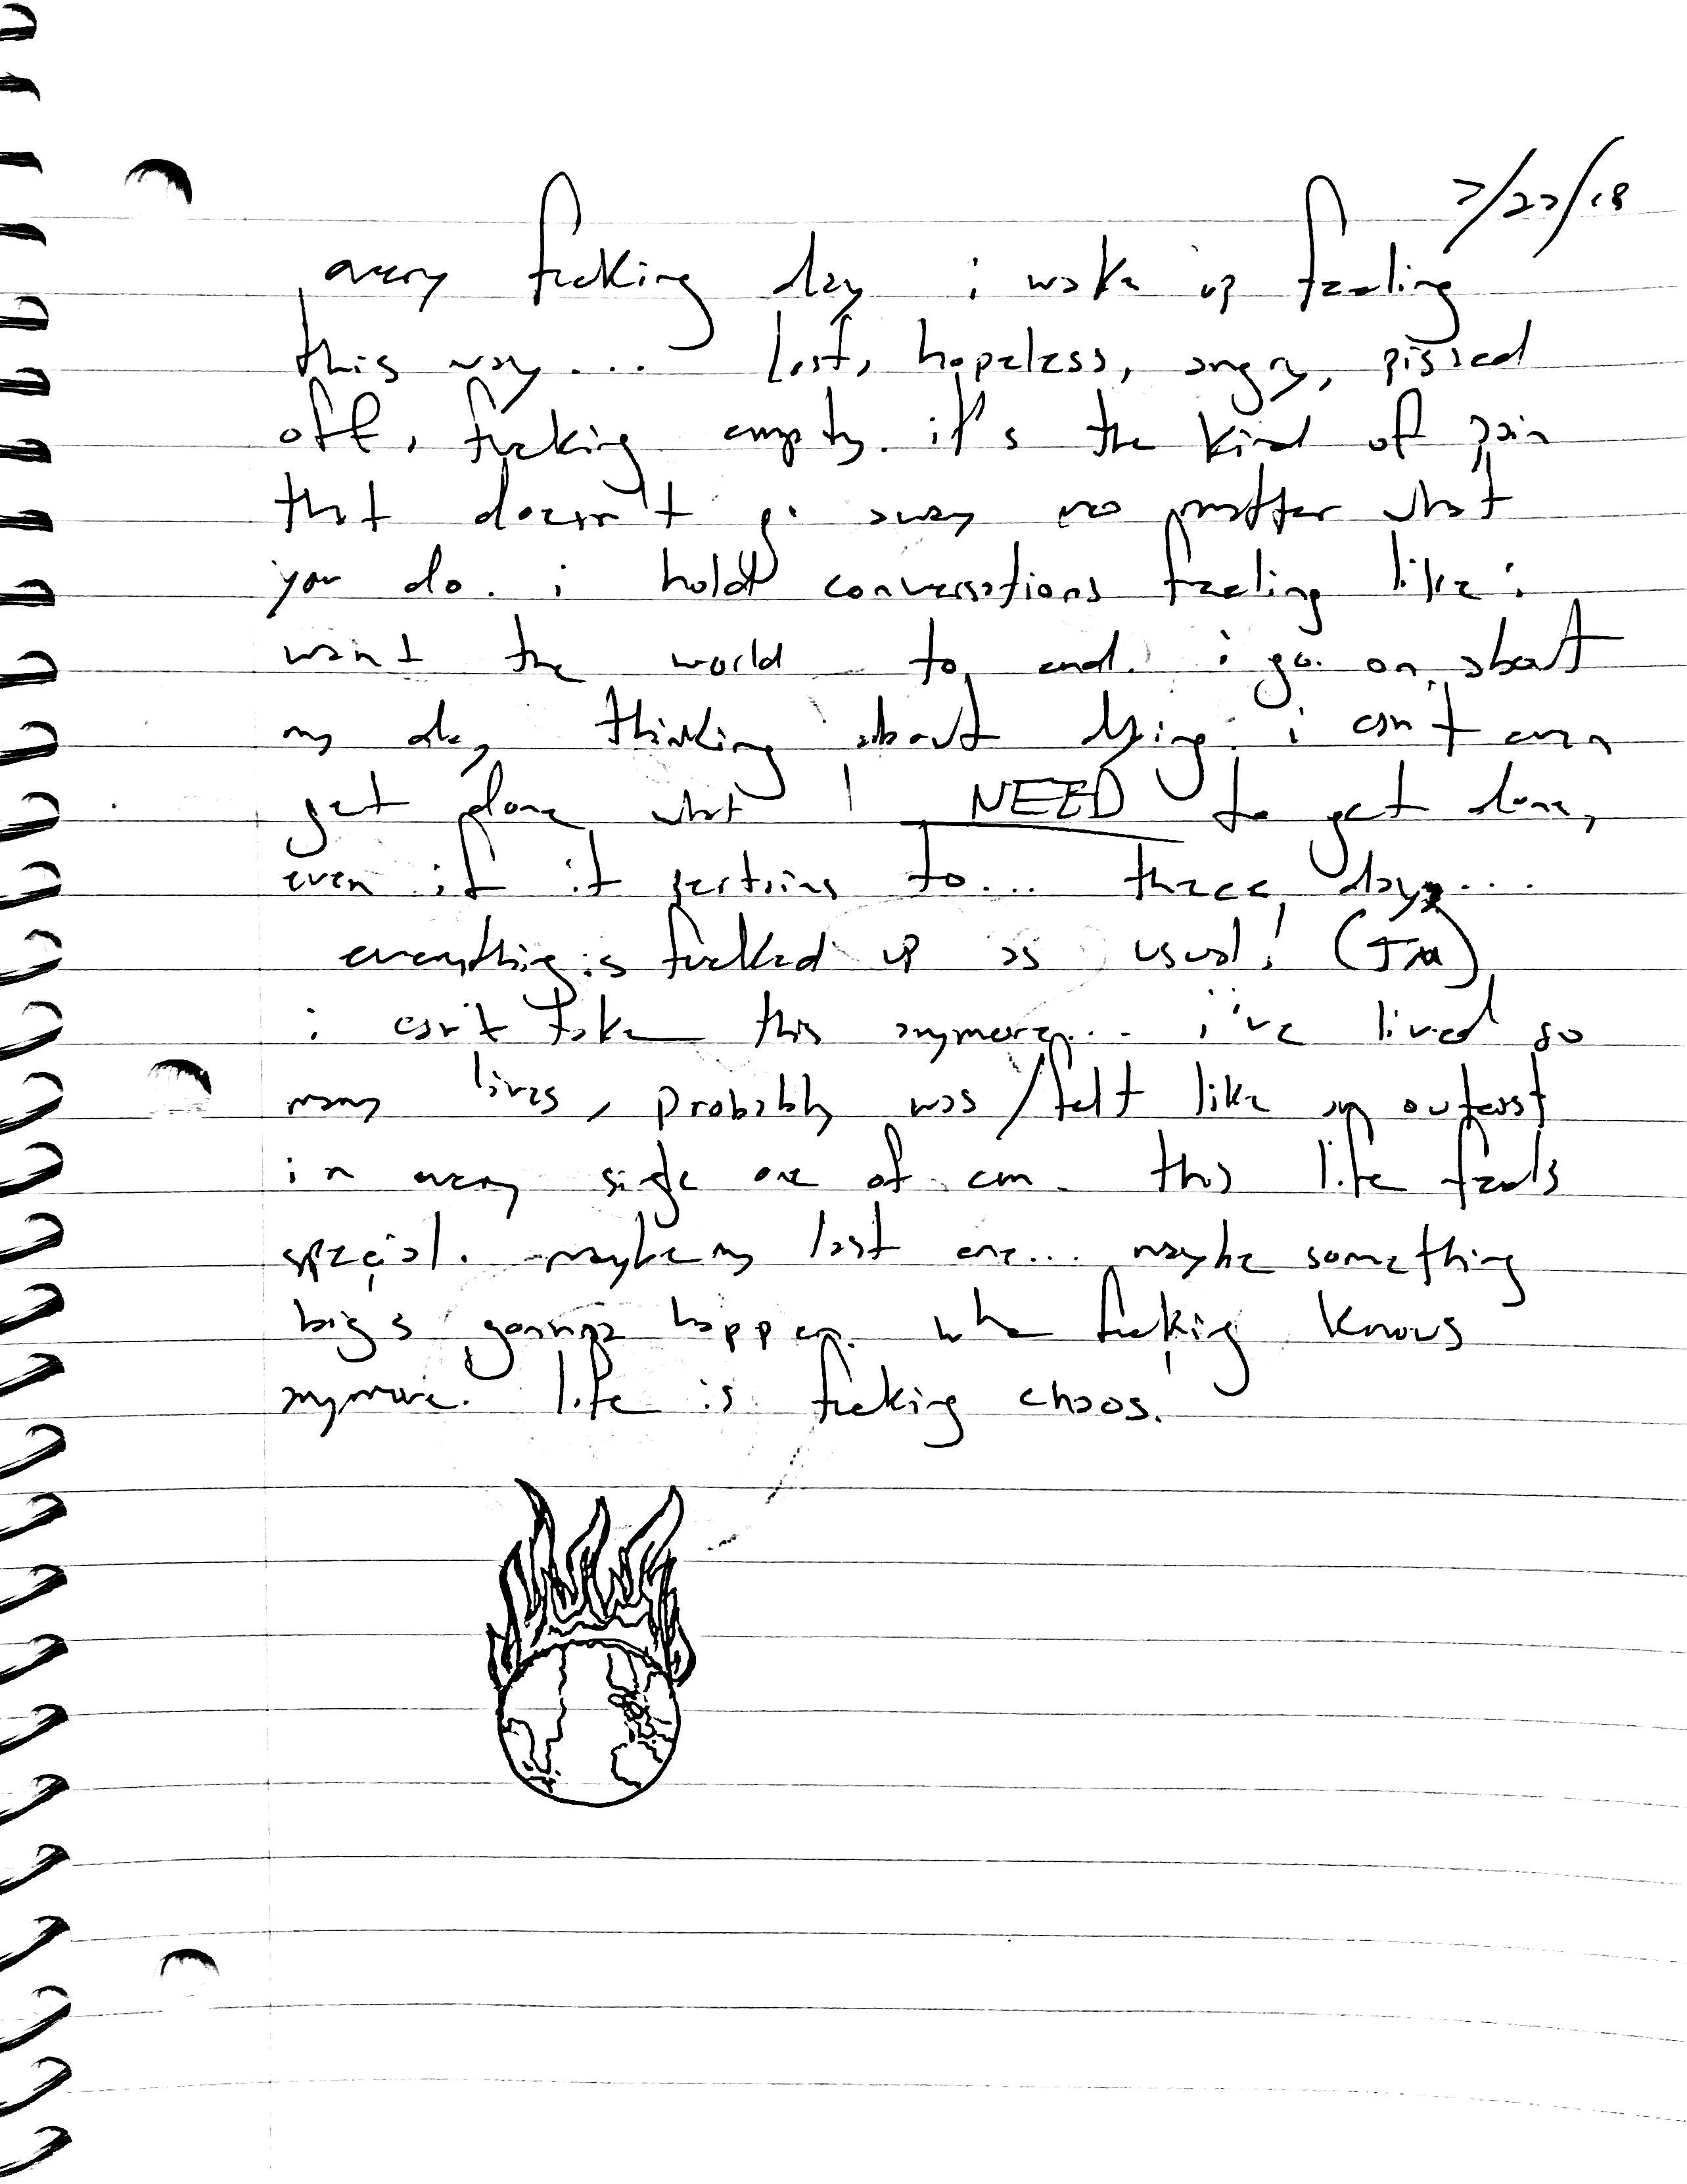 7/27/18
every fucking day i wake up feeling
this way.... lost, hopeless, angry, pissed
off, fucking empty. it's the kind of pain
that doesn't go away no matter what
you do. i hold conversations feeling like i
want the world to end. i go on about
my day thinking about dying. i can't even
get done what I NEED to get done,
even if it pertains to... these days...
everything is fucked up as usual! (TM)
i can't take this anymore... i've lived so
many lives, probably was/felt like an outcast
in every single one of em. this life feels
special. maybe my last one... maybe something
big's gonna happen. who fucking knows
anymore. life is fucking chaos.